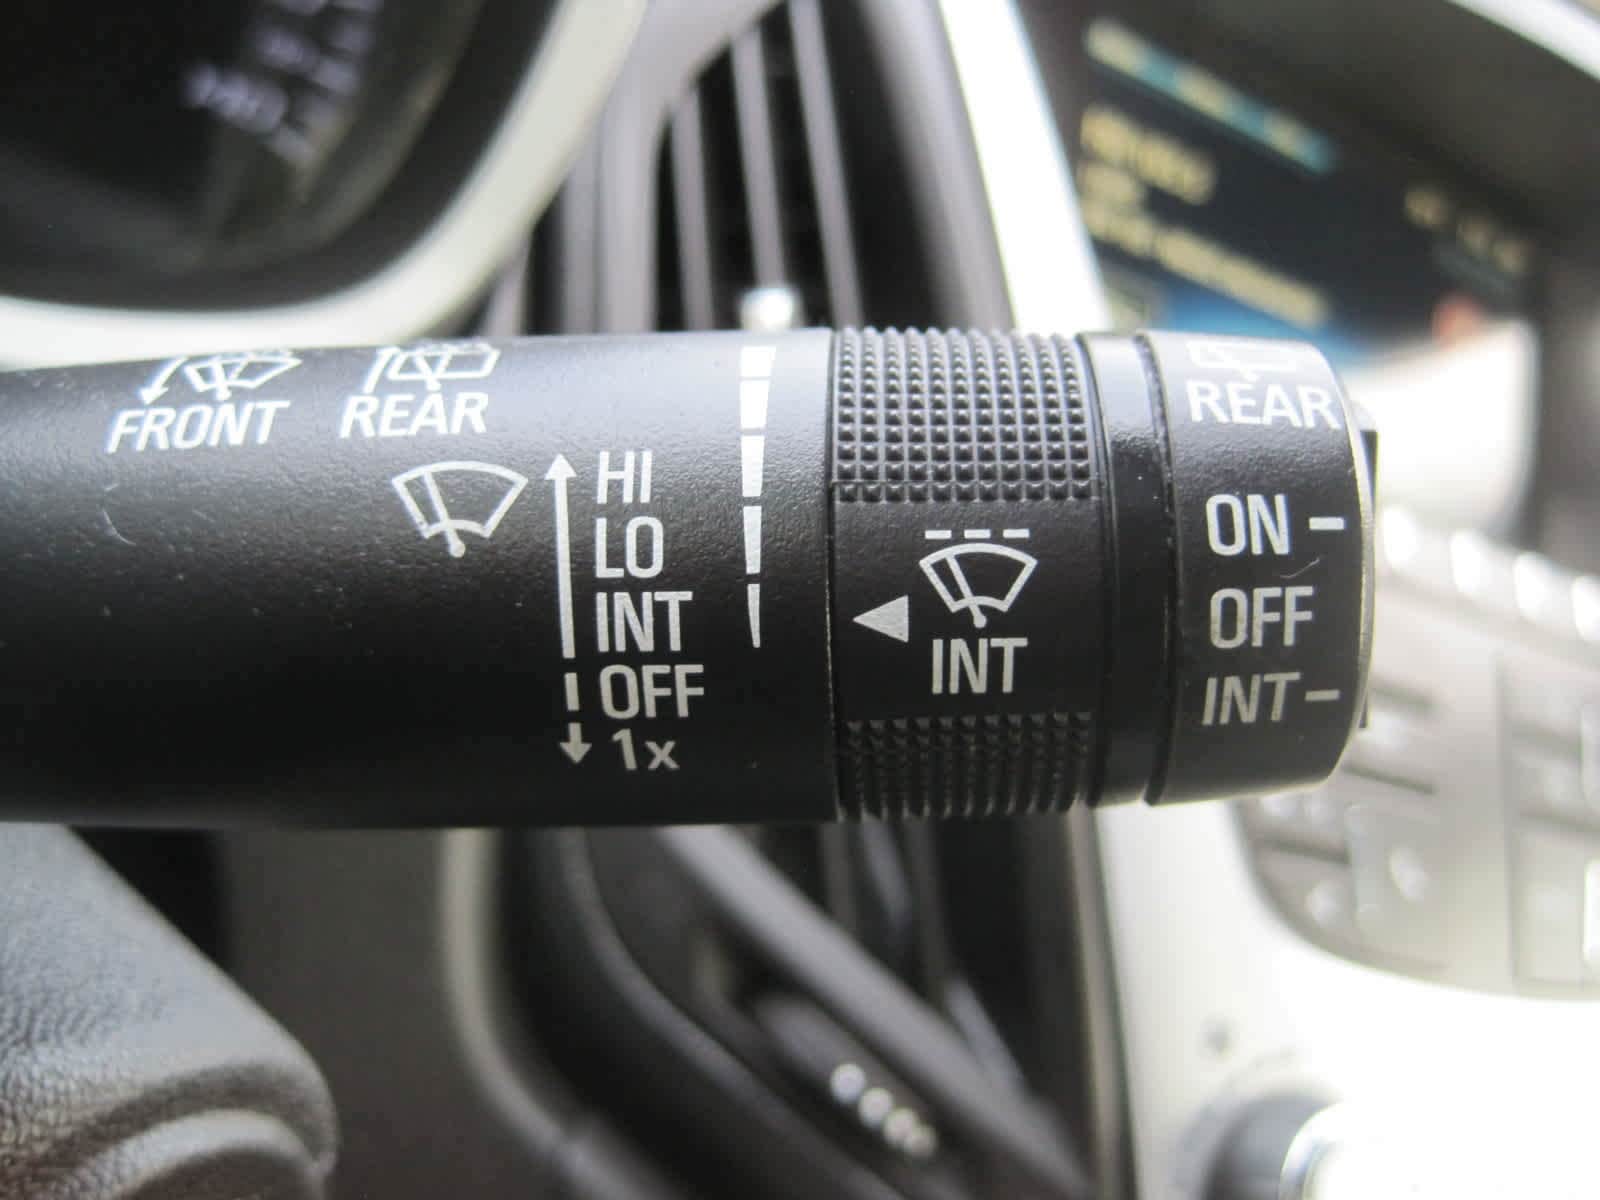 FRONT REAR
HI
LO
INT
OFF
1x
INT
REAR
ON
OFF
INT